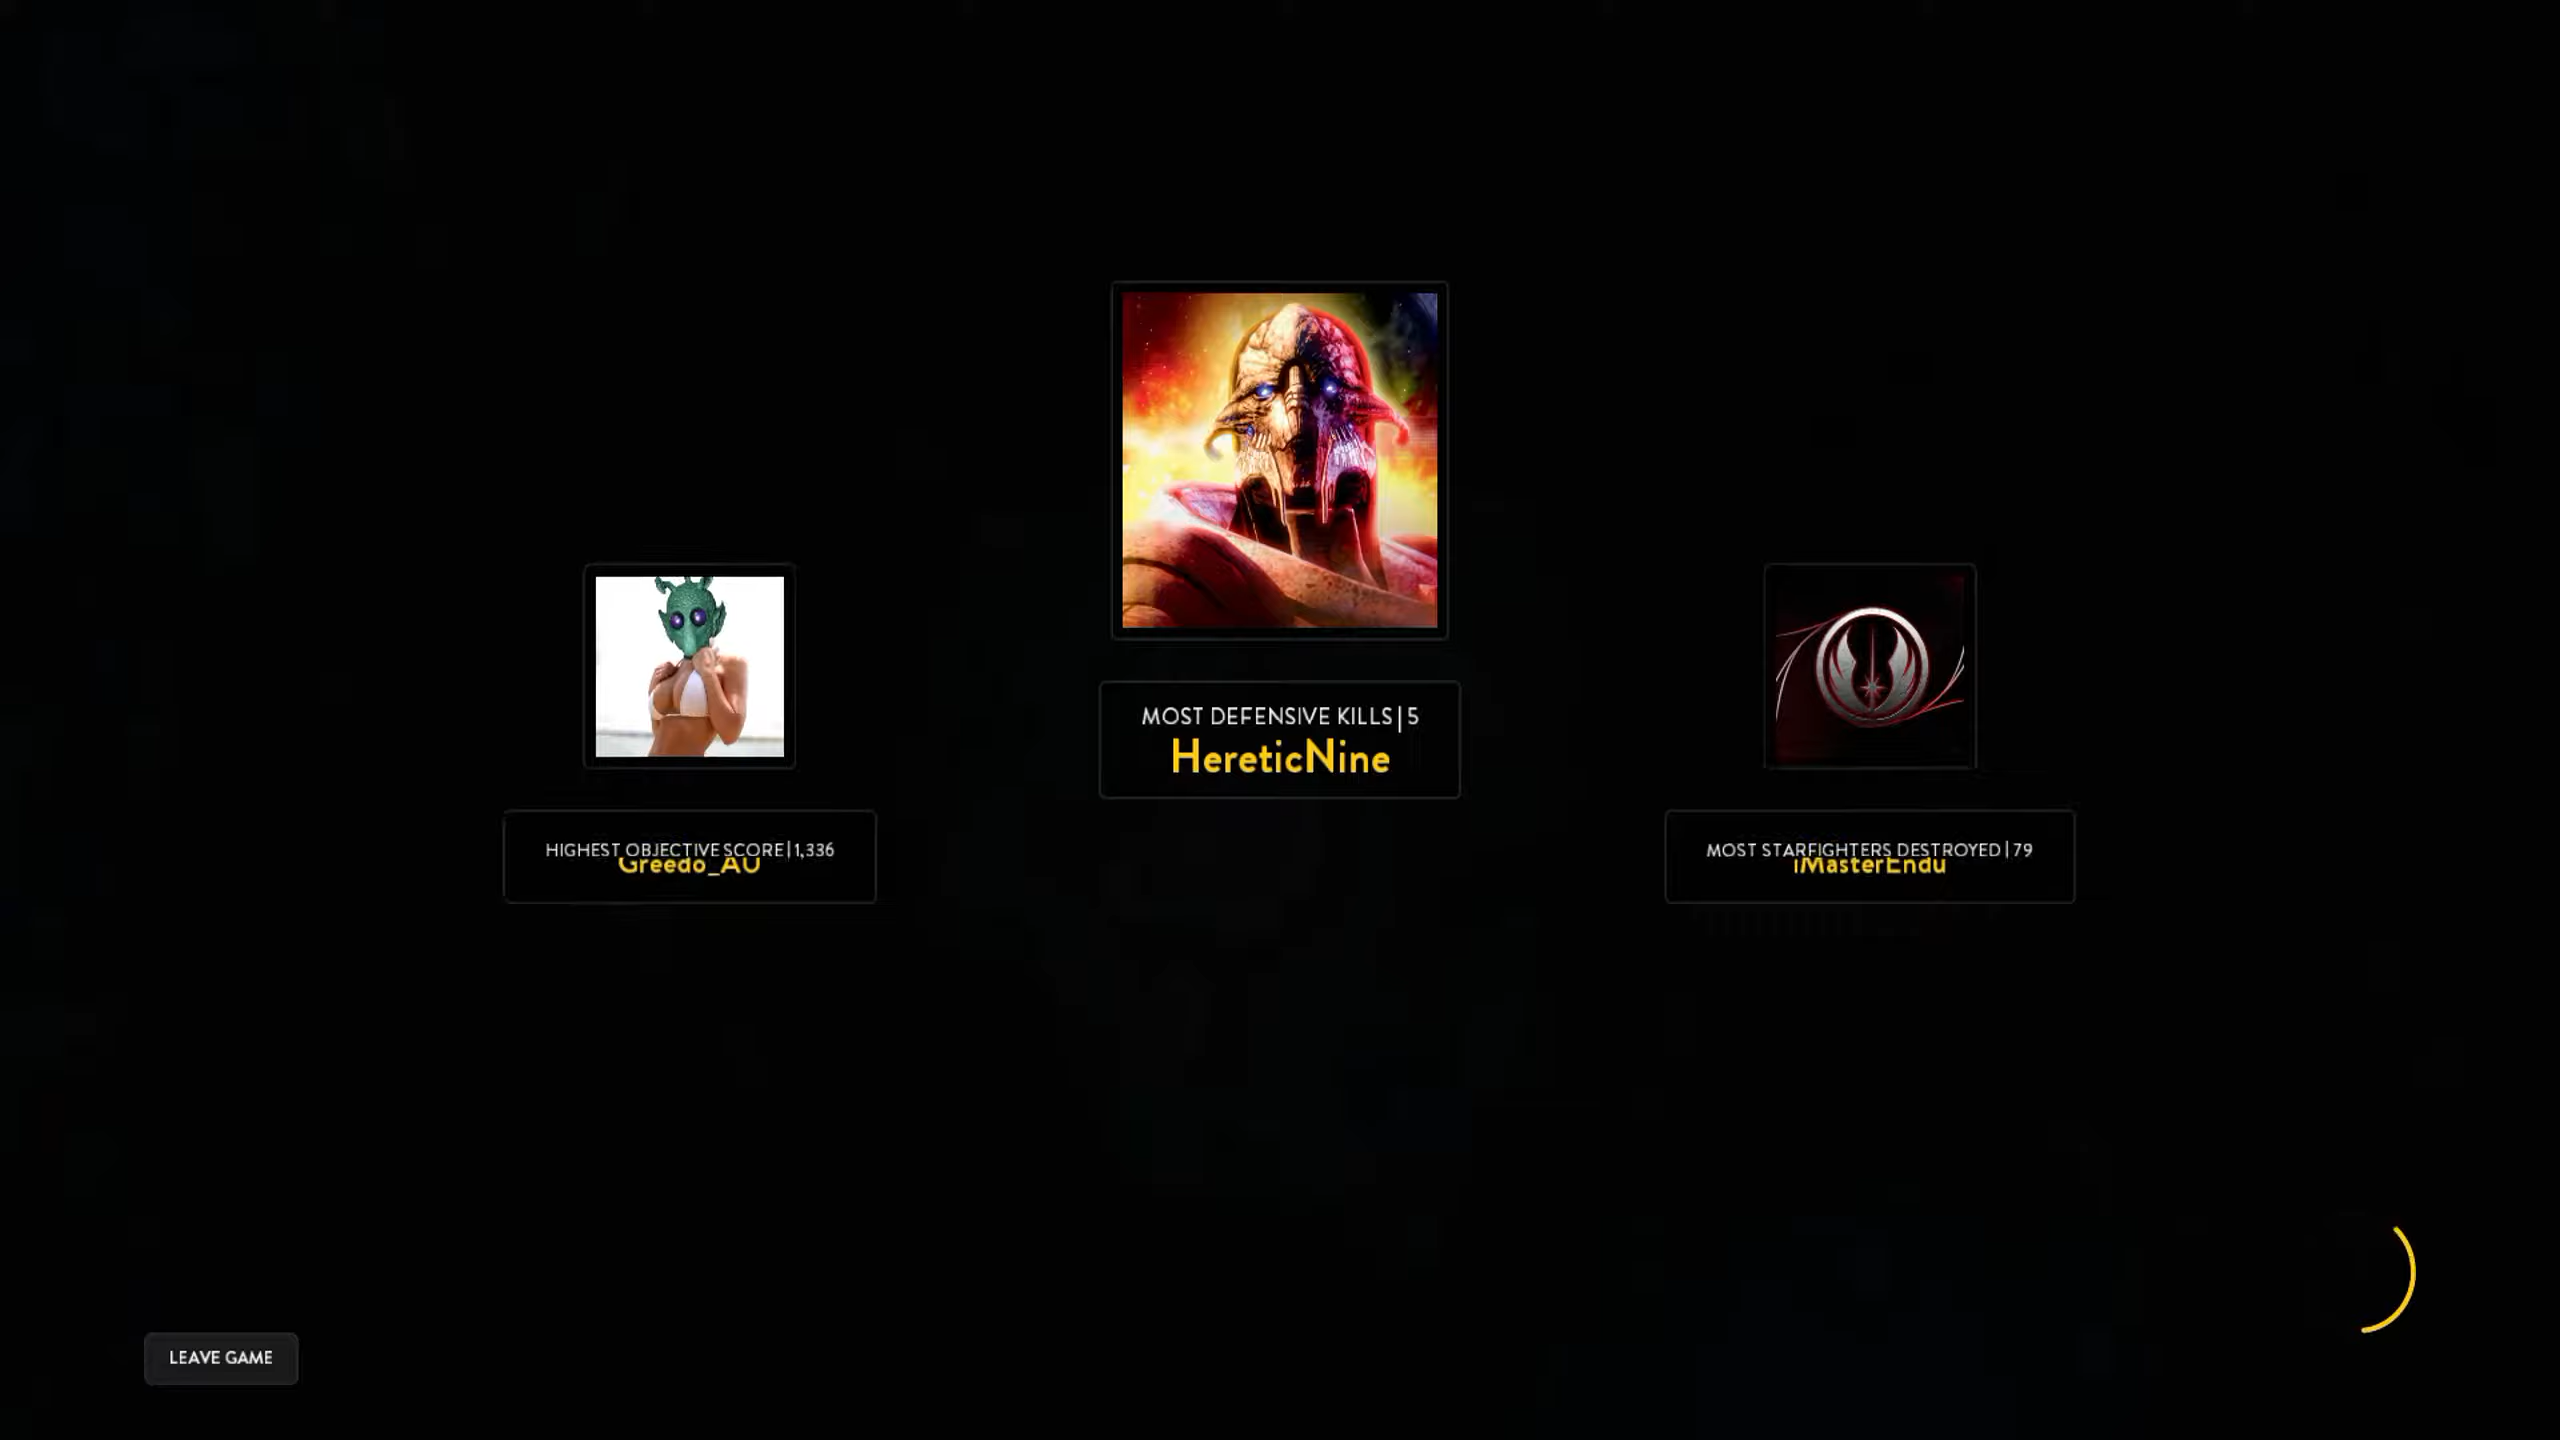 HIGHEST OBJECTIVE SCORE|1,336
Greedo_AU
MOST DEFENSIVE KILLS|5
HereticNine
MOST STARFIGHTERS DESTROYED|79
iMasterEndu
LEAVE GAME